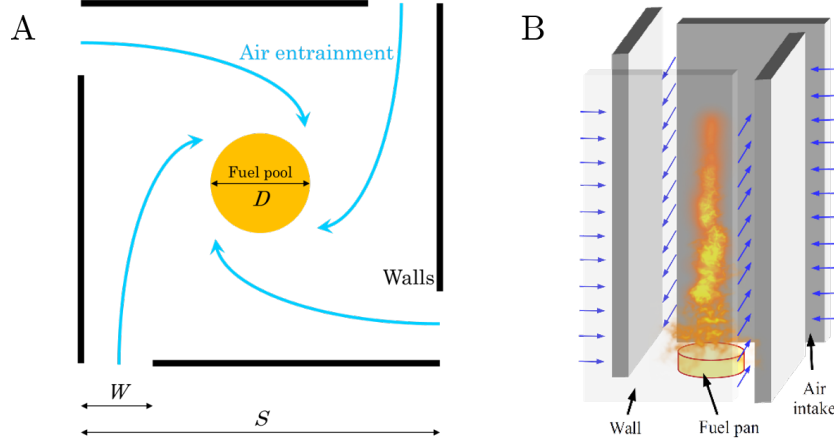 A
Air entrainment
Fuel pool
D
Walls
W
S
B
Wall
Fuel pan
Air
intake